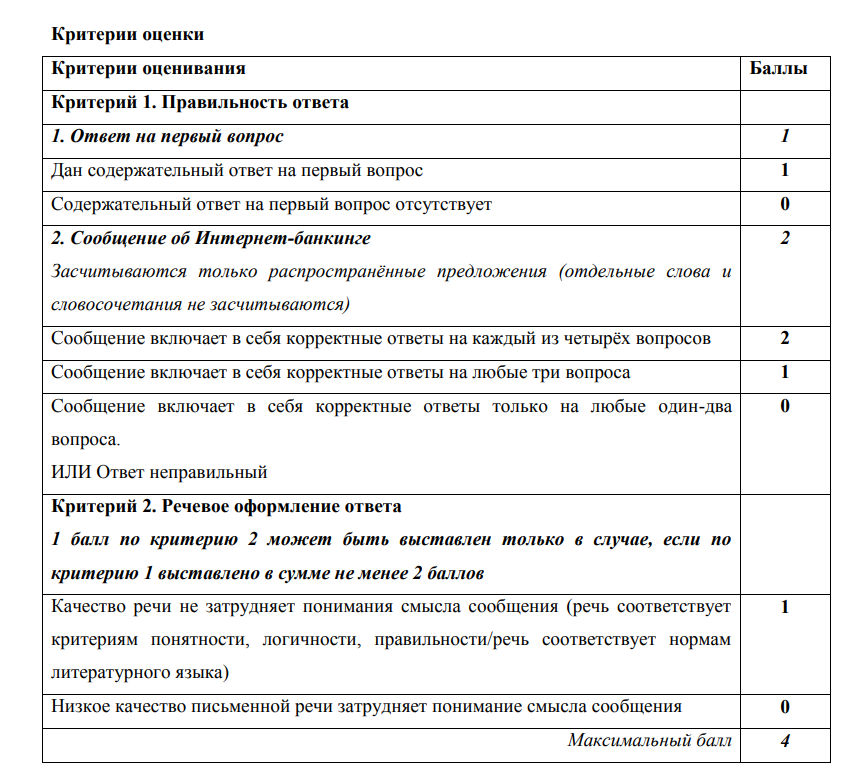 Критерии оценки
Критерии оценивания Баллы
Критерий 1. Правильность ответа
1. Ответ на первый вопрос 1
Дан содержательный ответ на первый вопрос 1
Содержательный ответ на первый вопрос отсутствует 0
2. Сообщение об Интернет-банкинге 2
Засчитываются только распространённые предложения (отдельные слова и
словосочетания не засчитываются)
Сообщение включает в себя корректные ответы на каждый из четырёх вопросов 2
Сообщение включает в себя корректные ответы на любые три вопроса 1
Сообщение включает в себя корректные ответы только на любые один-два 0
вопроса.
ИЛИ Ответ неправильный
Критерий 2. Речевое оформление ответа
1 балл по критерию 2 может быть выставлен только в случае, если по
критерию 1 выставлено в сумме не менее 2 баллов
Качество речи не затрудняет понимания смысла сообщения (речь соответствует 1
критериям понятности, логичности, правильности/речь соответствует нормам
литературного языка)
Низкое качество письменной речи затрудняет понимание смысла сообщения 0
Максимальный балл 4